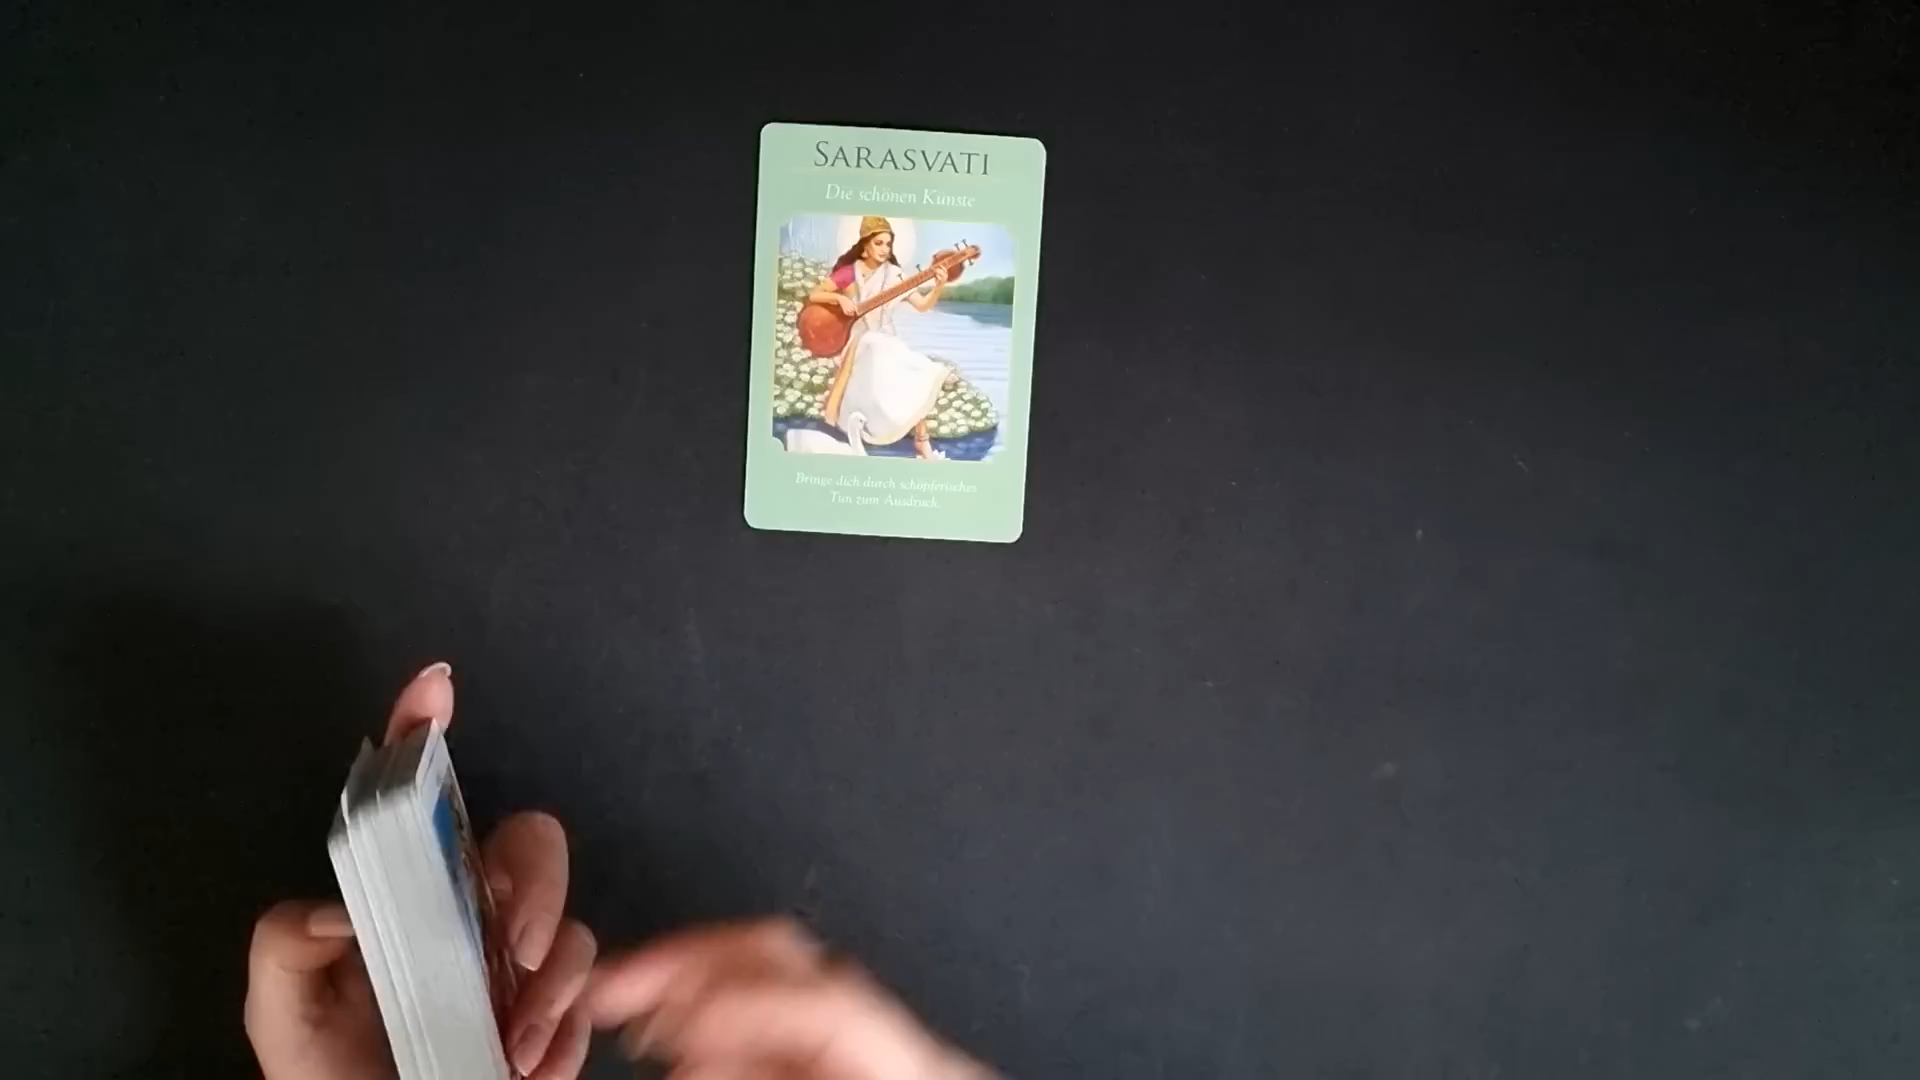 SARASVATI
Die schönen Künste
Bringe dich durch schöpferisches
Tun zum Ausdruck.